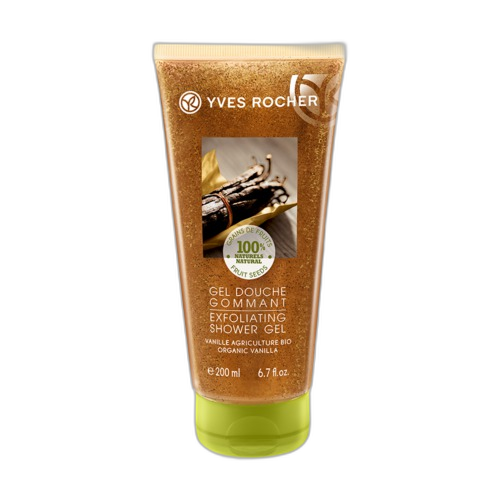 YVES ROCHER
GRAINS DE FRUITS
100%
NATURELS
NATURAL
FRUIT SEEDS
GEL DOUCHE
GOMMANT
EXFOLIATING
SHOWER GEL
VANILLE AGRICULTURE BIO
ORGANIC VANILLA
e 200 ml 6.7 fl.oz.